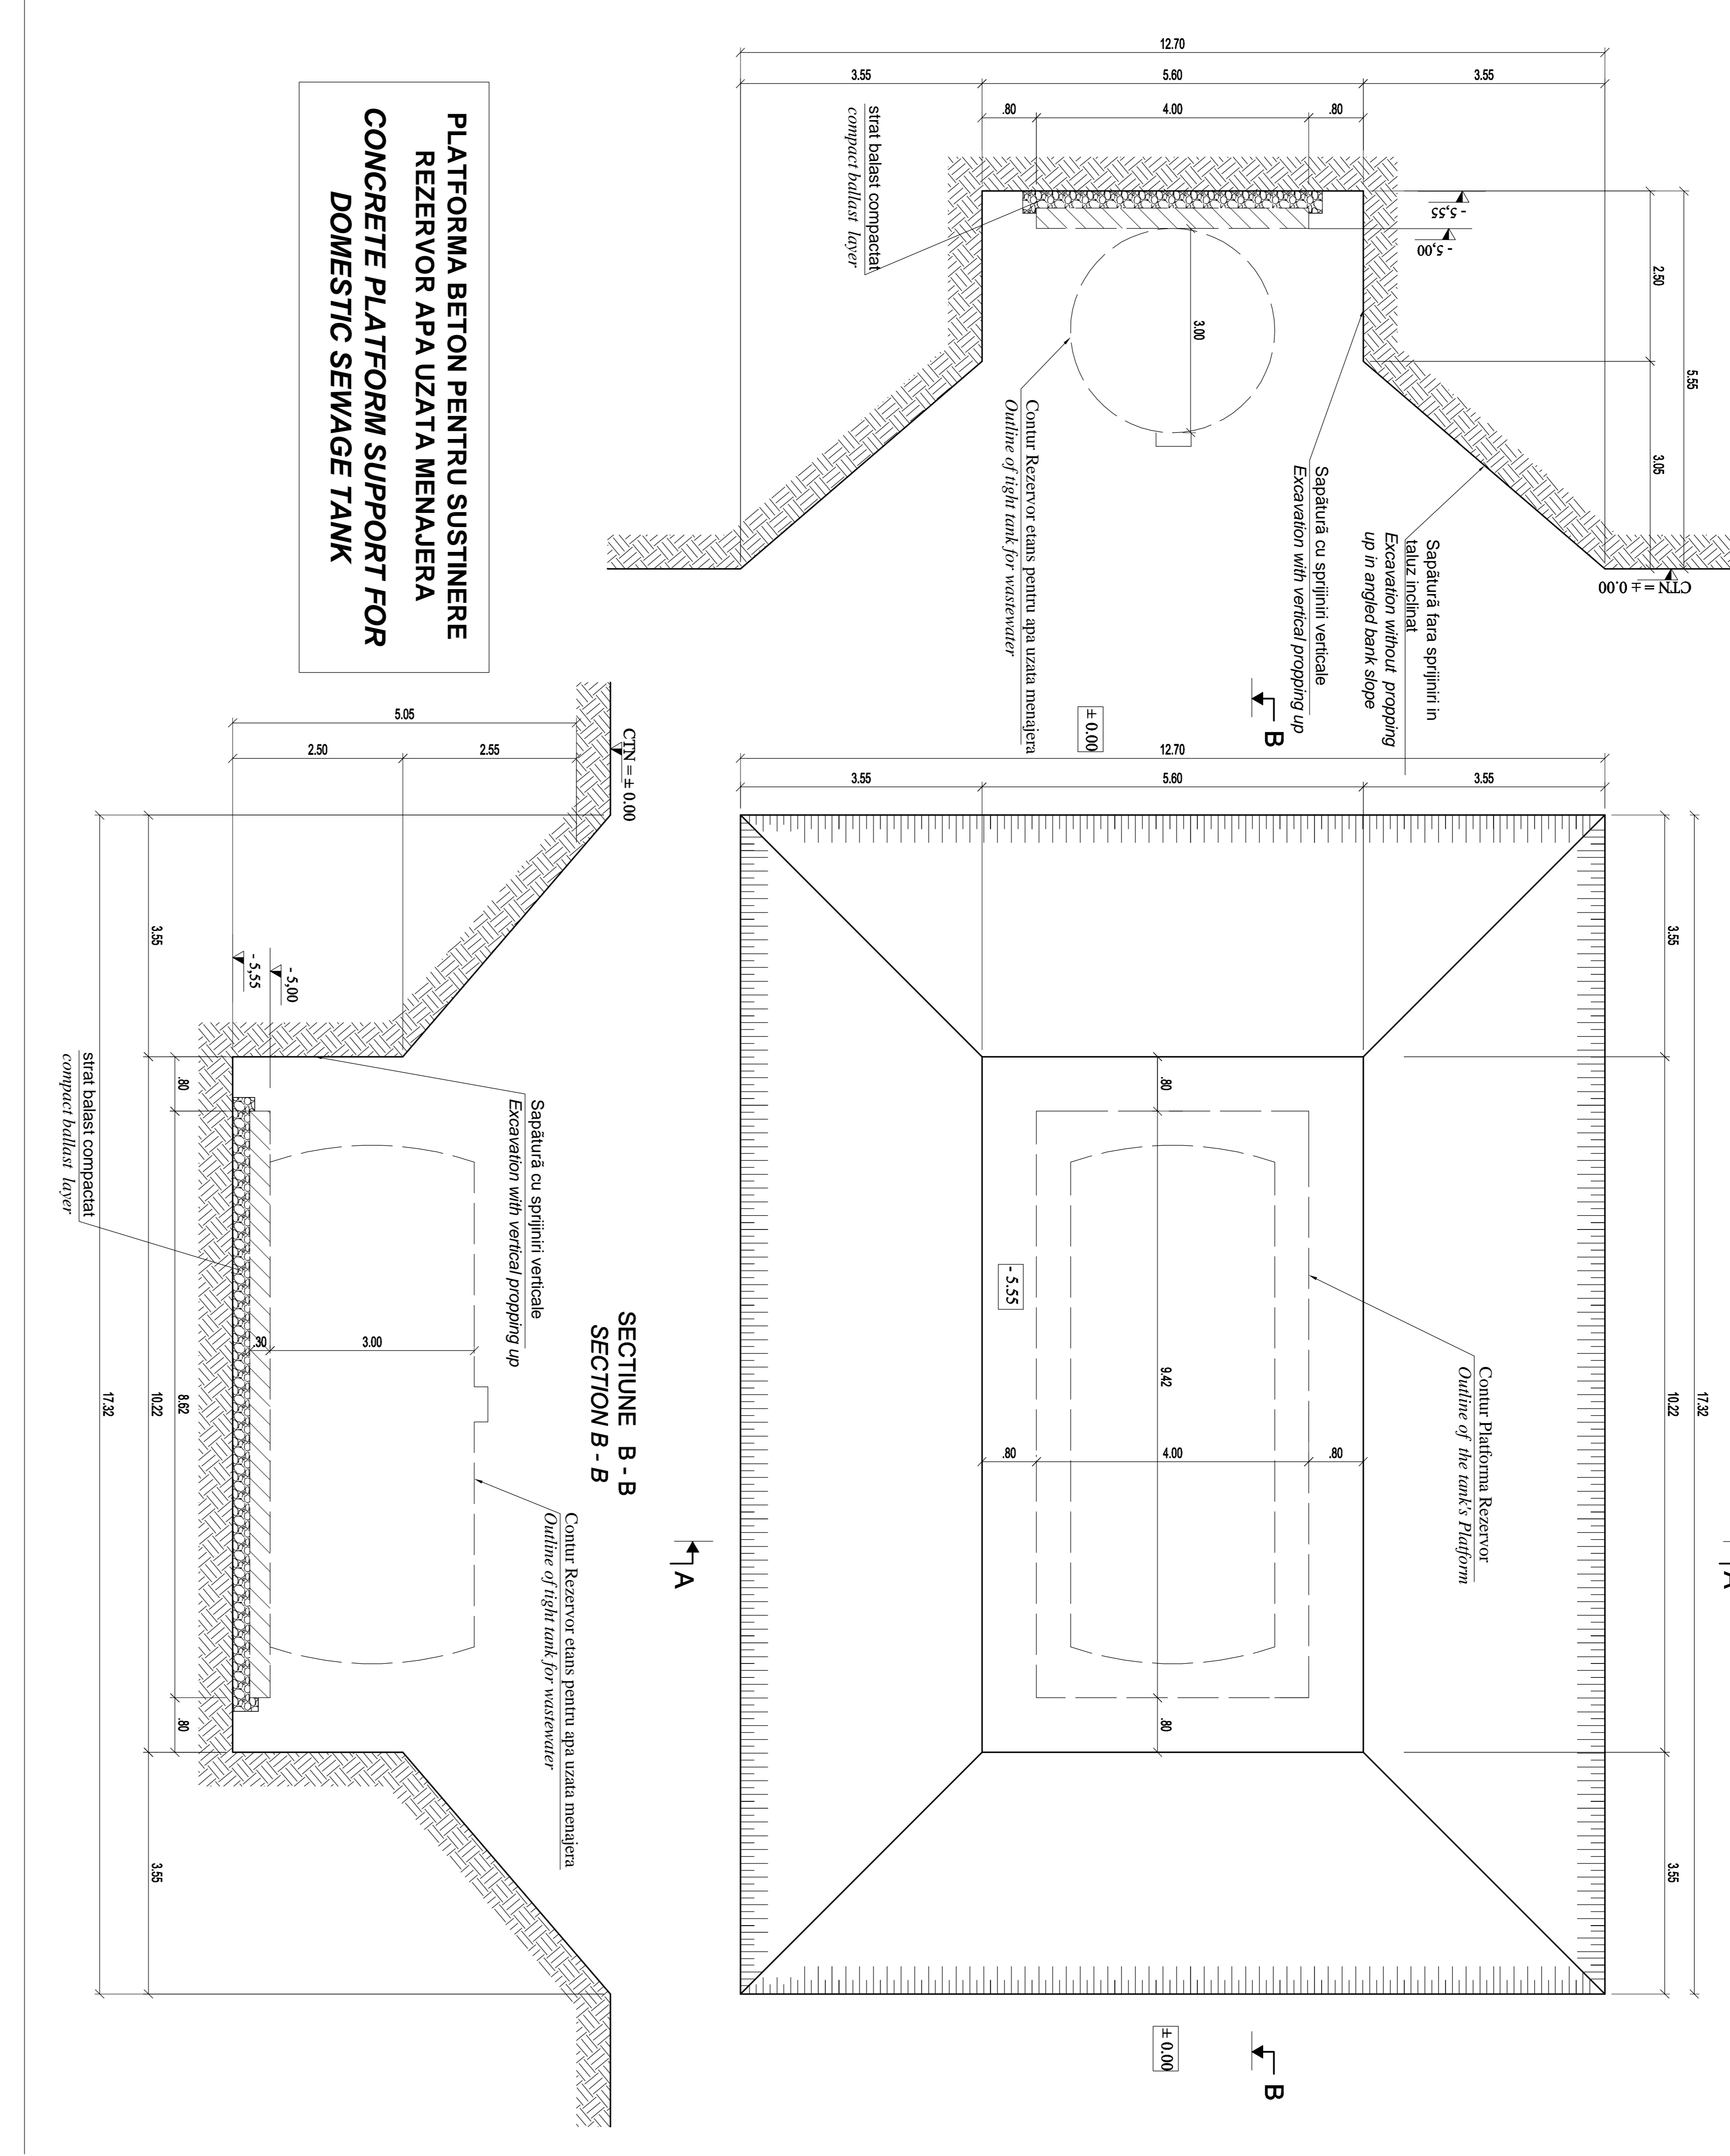 12.70
3.55
5.60
3.55
.80
4.00
.80
strat balast compactat
compact ballast layer
- 5,55
- 5,00
2.50
3.05
5.55
3.00
CTN = ± 0.00
Sapătură fara sprijiniri in
taluz inclinat
Excavation without propping
up in angled bank slope
Sapătură cu sprijiniri verticale
Excavation with vertical propping up
Contur Rezervor etans pentru apa uzata menajera
Outline of tight tank for wastewater
PLATFORMA BETON PENTRU SUSTINERE
REZERVOR APA UZATA MENAJERA
CONCRETE PLATFORM SUPPORT FOR
DOMESTIC SEWAGE TANK
B
± 0.00
12.70
3.55
5.60
3.55
3.55
10.22
3.55
17.32
.80
9.42
.80
.80
4.00
.80
- 5.55
Contur Platforma Rezervor
Outline of the tank's Platform
A
A
± 0.00
B
SECTIUNE B - B
SECTION B - B
CTN = ± 0.00
5.05
2.50
2.55
- 5,00
- 5,55
Sapătură cu sprijiniri verticale
Excavation with vertical propping up
Contur Rezervor etans pentru apa uzata menajera
Outline of tight tank for wastewater
.30
3.00
strat balast compactat
compact ballast layer
.80
8.62
.80
3.55
10.22
3.55
17.32